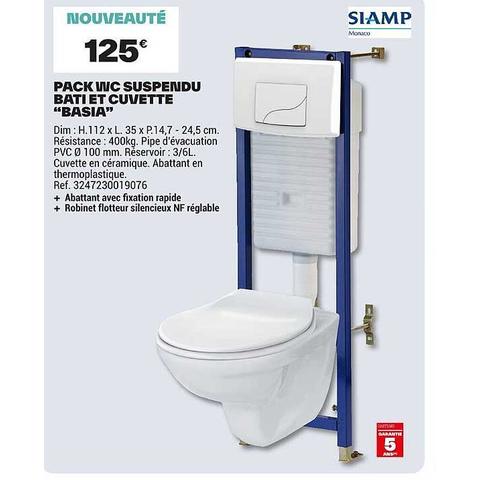 NOUVEAUTÉ
125€
PACK WC SUSPENDU
BATI ET CUVETTE
“BASIA”
Dim : H.112 x L. 35 x P.14,7 - 24,5 cm.
Résistance : 400kg. Pipe d'évacuation
PVC Ø 100 mm. Réservoir : 3/6L.
Cuvette en céramique. Abattant en
thermoplastique.
Ref. 3247230019076
+ Abattant avec fixation rapide
+ Robinet flotteur silencieux NF réglable
SIAMP
Monaco
GARANTIE
5
ANS